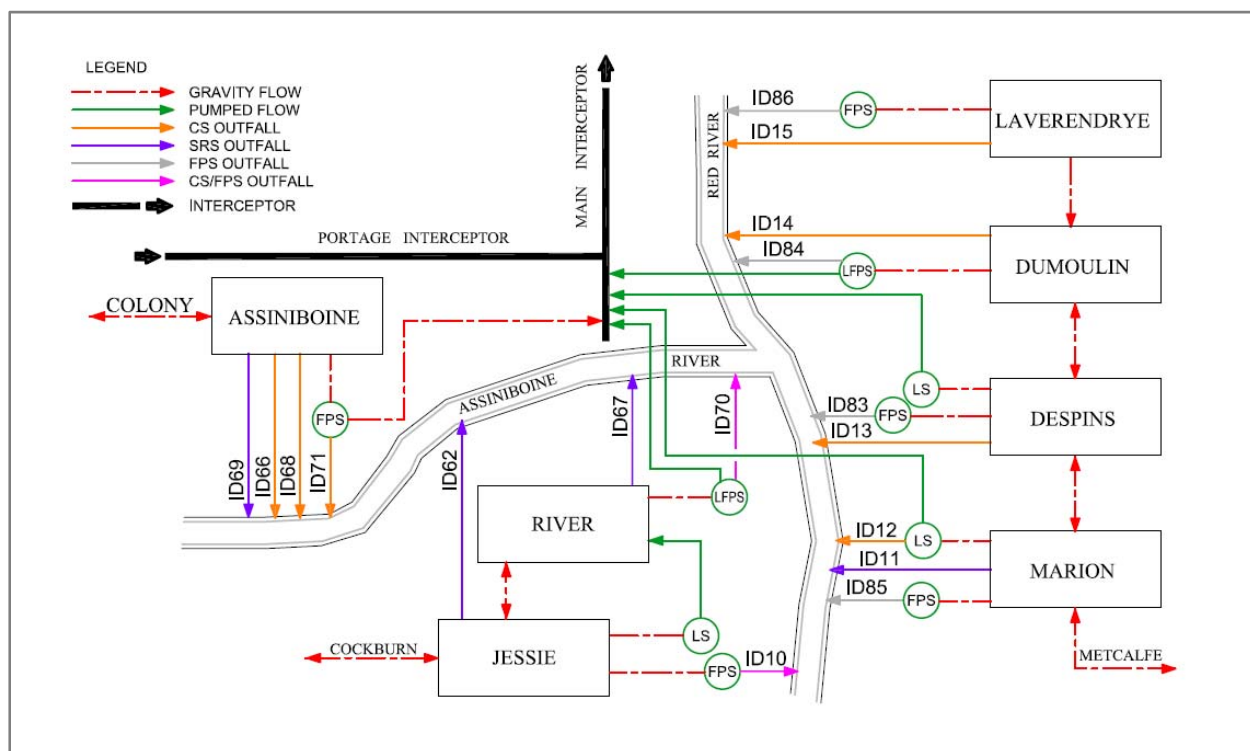 LEGEND
GRAVITY FLOW
PUMPED FLOW
CS OUTFALL
SRS OUTFALL
FPS OUTFALL
CS/FPS OUTFALL
INTERCEPTOR
MAIN INTERCEPTOR
PORTAGE INTERCEPTOR
RED RIVER
ID86
FPS
LAVERENDRYE
ID15
ID14
ID84
LFPS
DUMOULIN
COLONY
ASSINIBOINE
FPS
ID69
ID66
ID68
ID71
ASSINIBOINE
RIVER
ID62
ID67
ID70
LS
ID83
FPS
DESPINS
ID13
RIVER
LFPS
ID12
LS
ID11
MARION
ID85
FPS
METCALFE
COCKBURN
JESSIE
LS
FPS
ID10